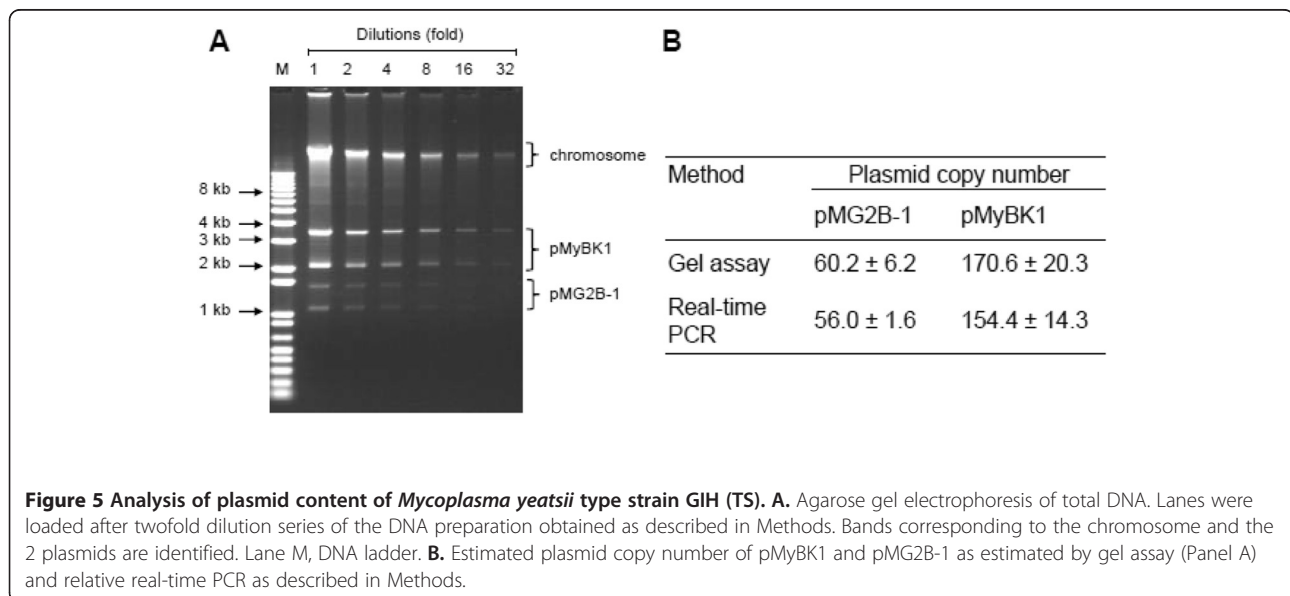 A
Dilutions (fold)
M 1 2 4 8 16 32
chromosome
8 kb
4 kb
3 kb
pMyBK1
2 kb
pMG2B-1
1 kb
B
Method Plasmid copy number
pMG2B-1 pMyBK1
Gel assay 60.2 ± 6.2 170.6 ± 20.3
Real-time PCR 56.0 ± 1.6 154.4 ± 14.3
Figure 5 Analysis of plasmid content of Mycoplasma yeatsii type strain GIH (TS). A. Agarose gel electrophoresis of total DNA. Lanes were
loaded after twofold dilution series of the DNA preparation obtained as described in Methods. Bands corresponding to the chromosome and the
2 plasmids are identified. Lane M, DNA ladder. B. Estimated plasmid copy number of pMyBK1 and pMG2B-1 as estimated by gel assay (Panel A)
and relative real-time PCR as described in Methods.